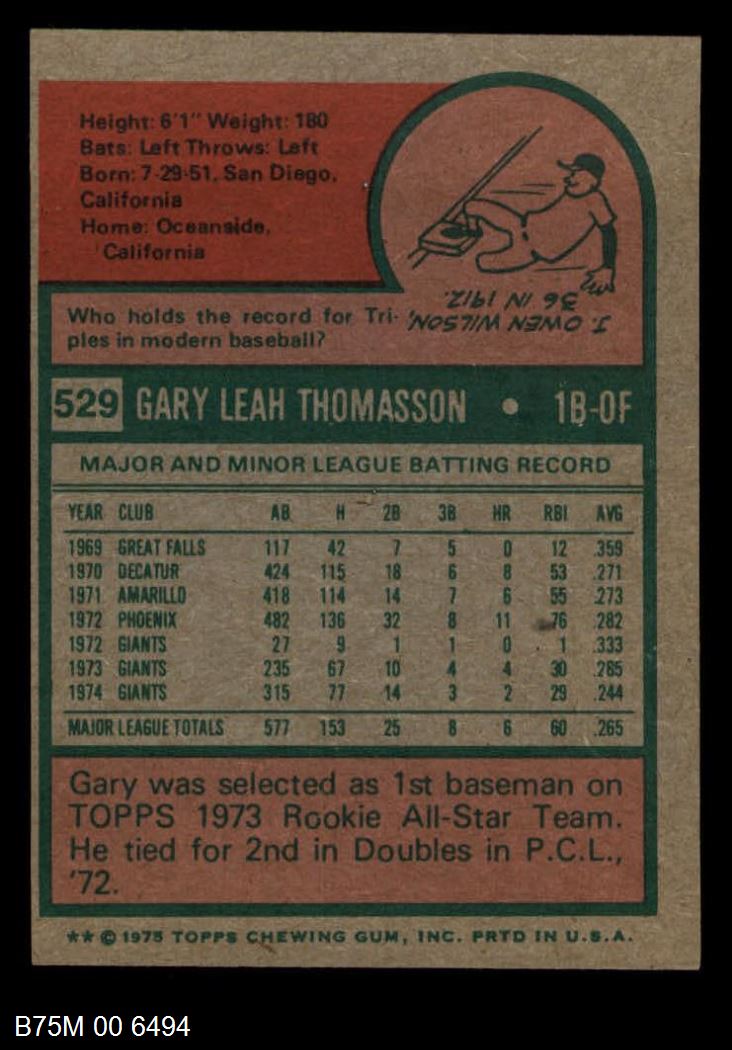 Height: 6'1" Weight: 180
Bats: Left Throws: Left
Born: 7-29-51, San Diego,
California
Home: Oceanside,
California
Who holds the record for Tri-
ples in modern baseball?
J. OWEN WILSON,
36 IN 1912.
529 GARY LEAH THOMASSON • 1B-OF
MAJOR AND MINOR LEAGUE BATTING RECORD
YEAR CLUB AB H 2B 3B HR RBI AVG
1969 GREAT FALLS 117 42 7 5 0 12 .359
1970 DECATUR 424 115 18 6 8 53 .271
1971 AMARILLO 418 114 14 7 6 55 .273
1972 PHOENIX 482 136 32 8 11 76 .282
1972 GIANTS 27 9 1 1 0 1 .333
1973 GIANTS 235 67 10 4 4 30 .285
1974 GIANTS 315 77 14 3 2 29 .244
MAJOR LEAGUE TOTALS 577 153 25 8 6 60 .265
Gary was selected as 1st baseman on
TOPPS 1973 Rookie All-Star Team.
He tied for 2nd in Doubles in P.C.L.,
'72.
** © 1975 TOPPS CHEWING GUM, INC. PRTD IN U.S.A.
B75M 00 6494